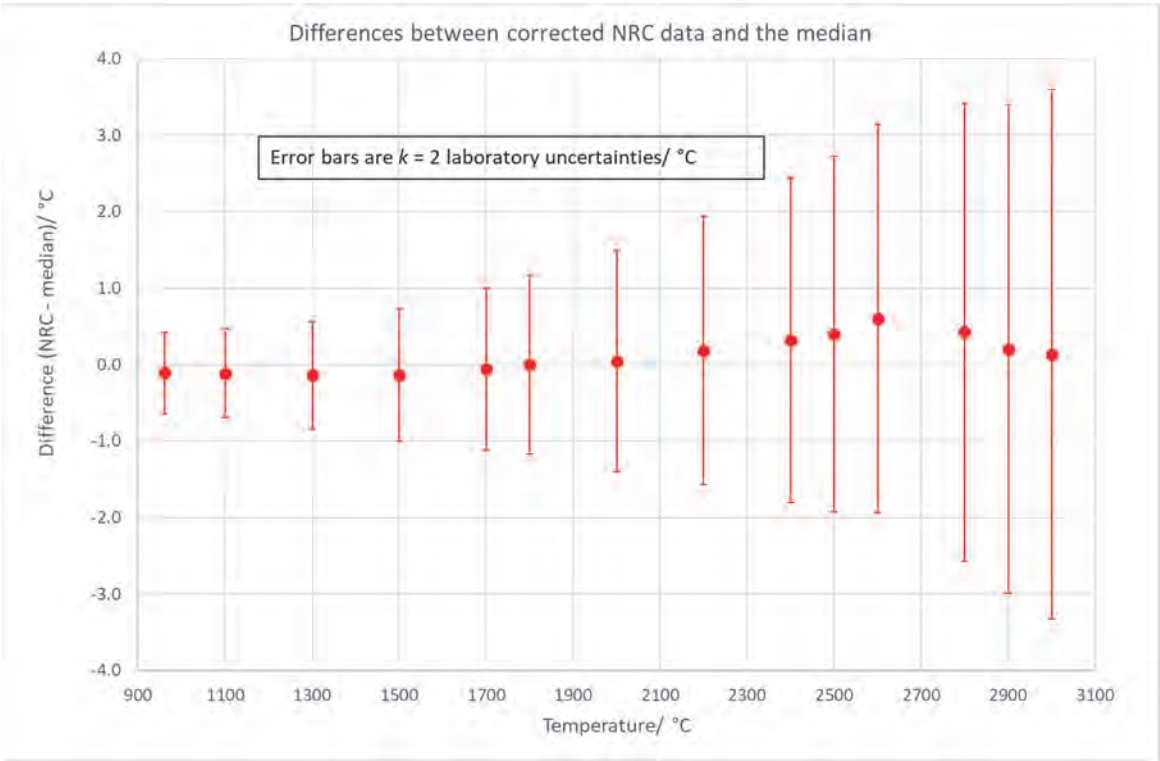 Differences between corrected NRC data and the median
4.0
3.0
2.0
1.0
0.0
-1.0
-2.0
-3.0
-4.0
Difference (NRC - median)/ °C
Error bars are k = 2 laboratory uncertainties/ °C
900 1100 1300 1500 1700 1900 2100 2300 2500 2700 2900 3100
Temperature/ °C